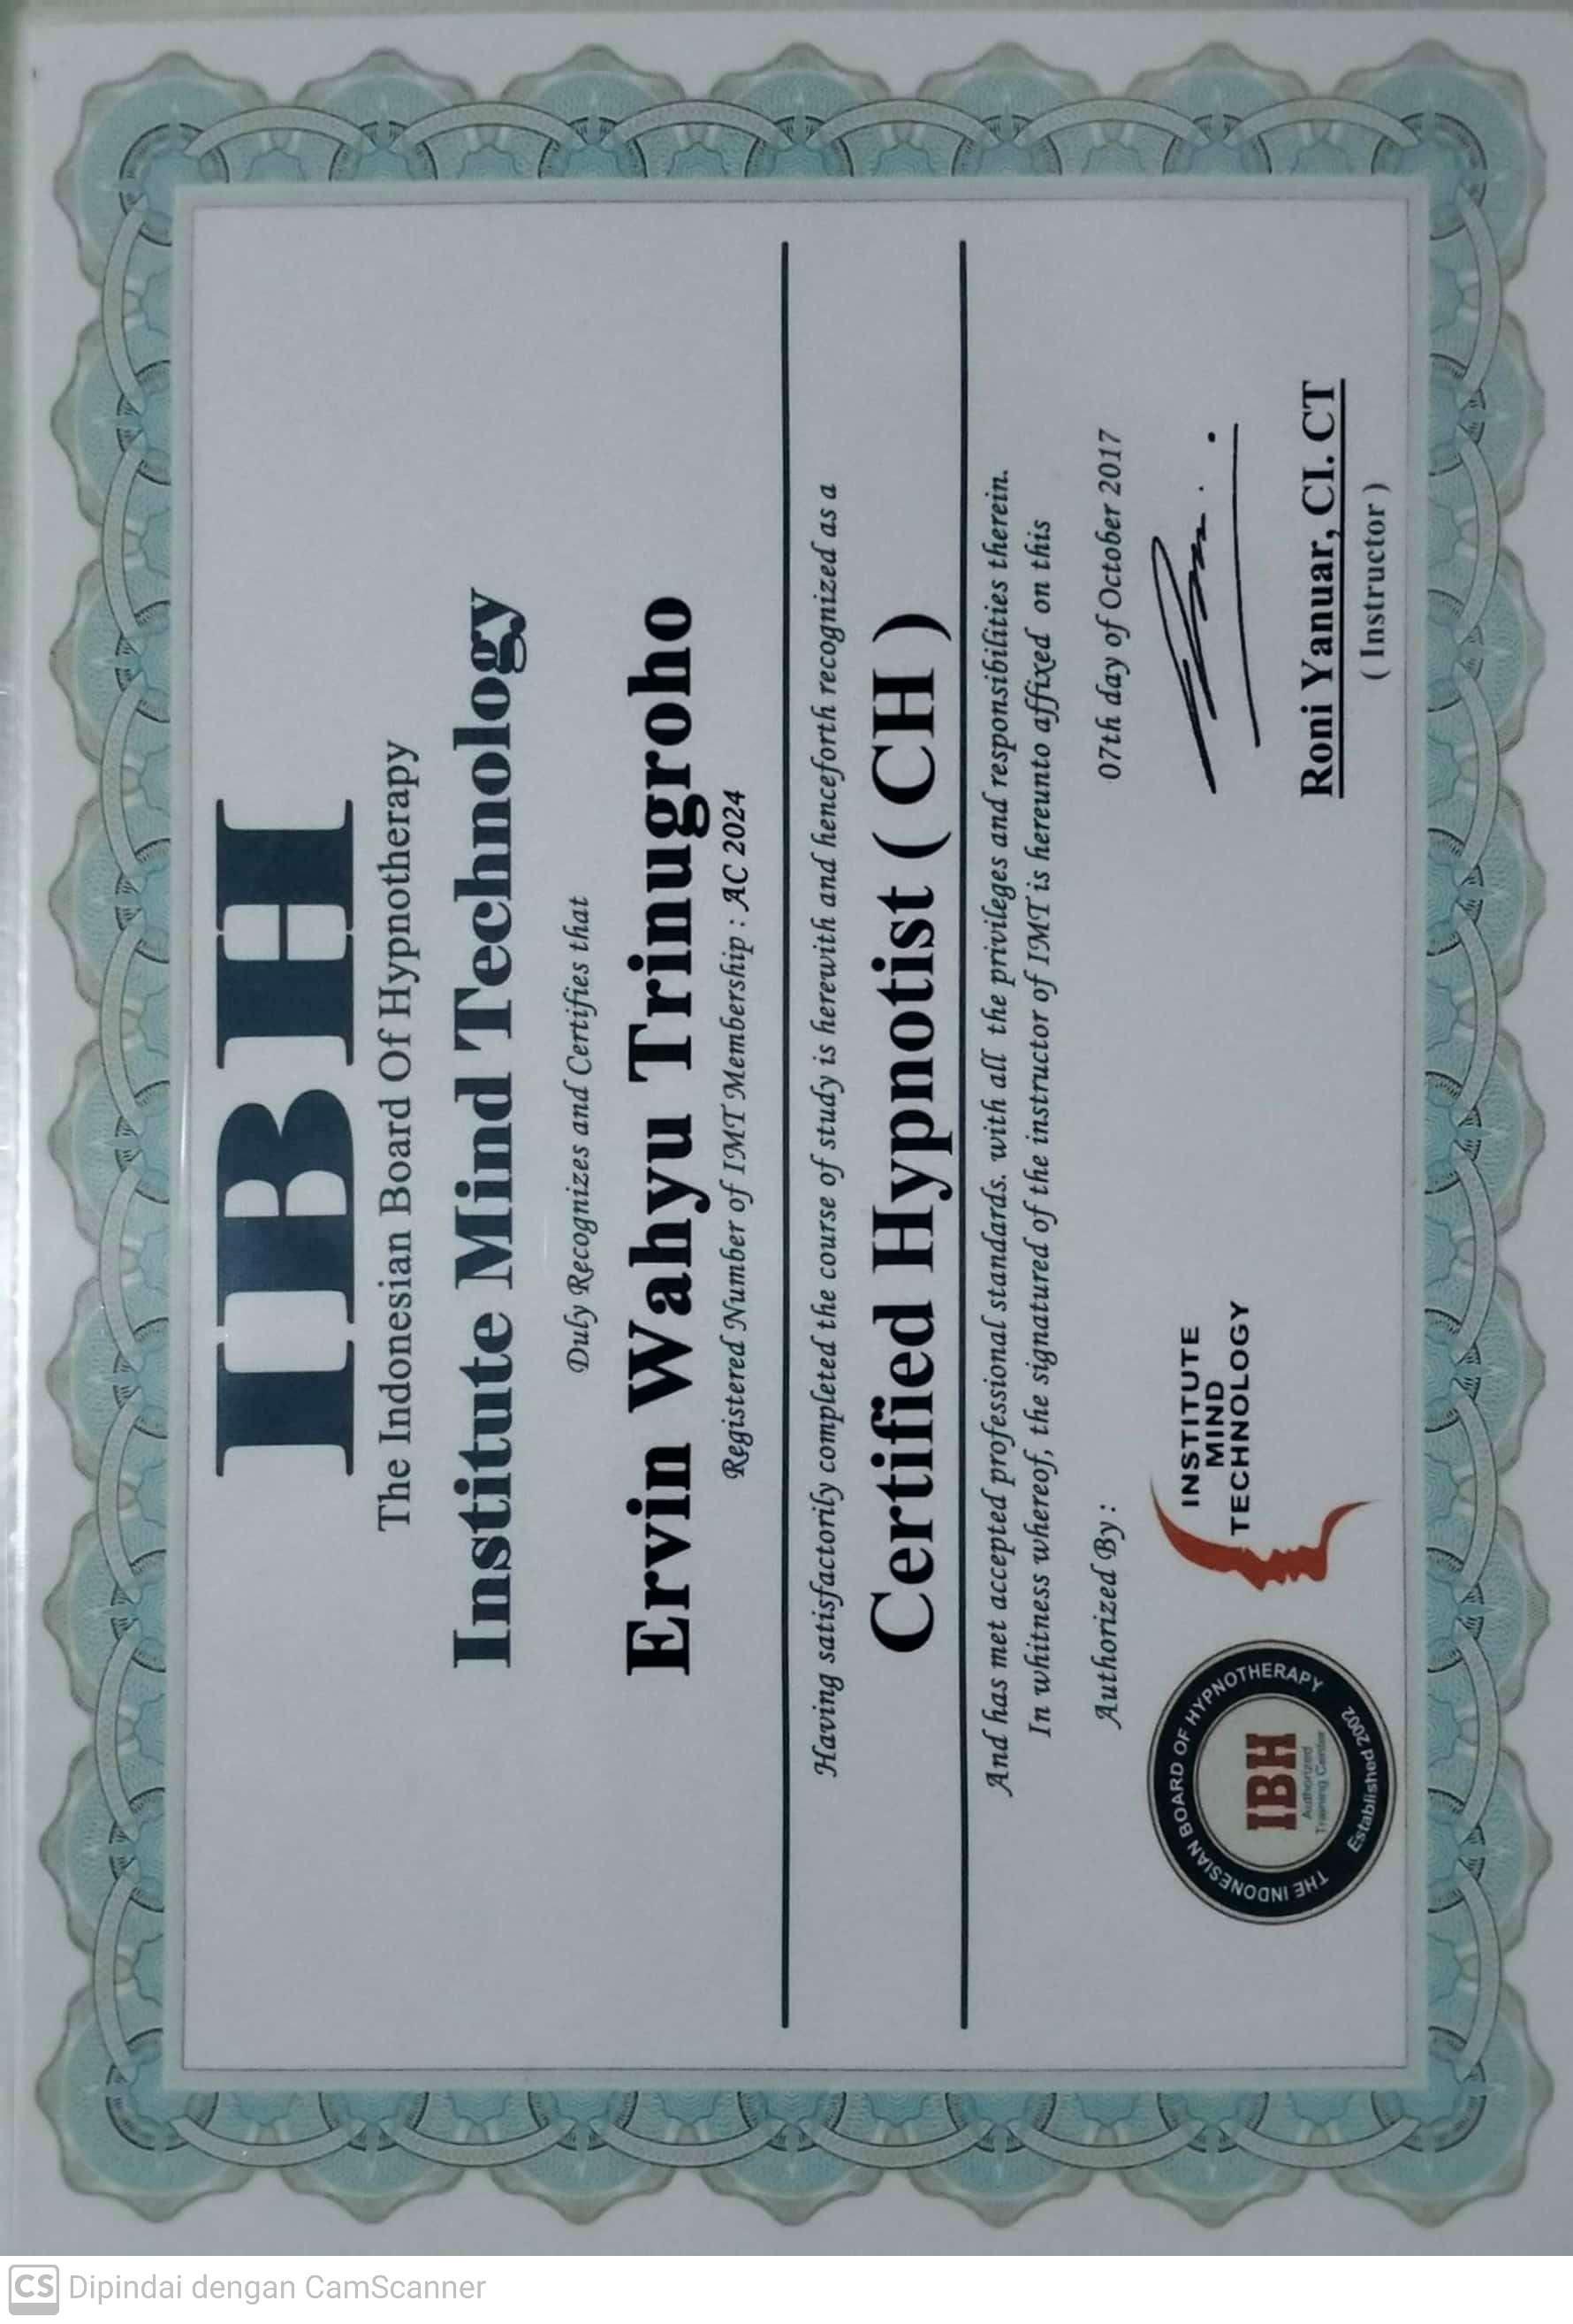 CS Dipindai dengan CamScanner
IBH
The Indonesian Board Of Hypnotherapy
Institute Mind Technology
Duly Recognizes and Certifies that
Ervin Wahyu Trinugroho
Registered Number of IMT Membership : AC 2024
Having satisfactorily completed the course of study is herewith and henceforth recognized as a
Certified Hypnotist ( CH )
And has met accepted professional standards. with all the privileges and responsibilities therein.
In whitness whereof, the signatured of the instructor of IMT is hereunto affixed on this
Authorized By :
07th day of October 2017
THE INDONESIAN BOARD OF HYPNOTHERAPY
IBH
Authorized
Training Center
Established 2002
INSTITUTE
MIND
TECHNOLOGY
Roni Yanuar, CI. CT
( Instructor )